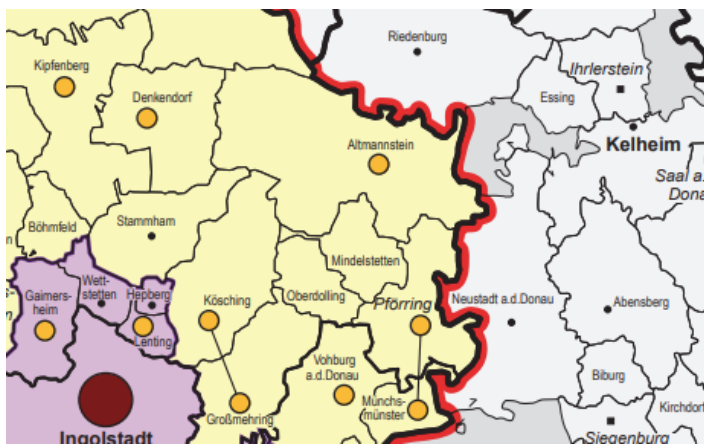 Riedenburg
Kipfenberg
Ihrlerstein
Denkendorf
Essing
Altmannstein
Kelheim
Saal a.
Dona
Böhmfeld
Stammham
Mindelstetten
Wett-
stetten
Hepberg
Gaimers-
heim
Kösching
Oberdolling
Pförring
Neustadt a.d.Donau
Abensberg
Lenting
Vohburg
a.d.Donau
Biburg
Münchs-
münster
Großmehring
Kirchdorf
Ingolstadt
Siegenburg